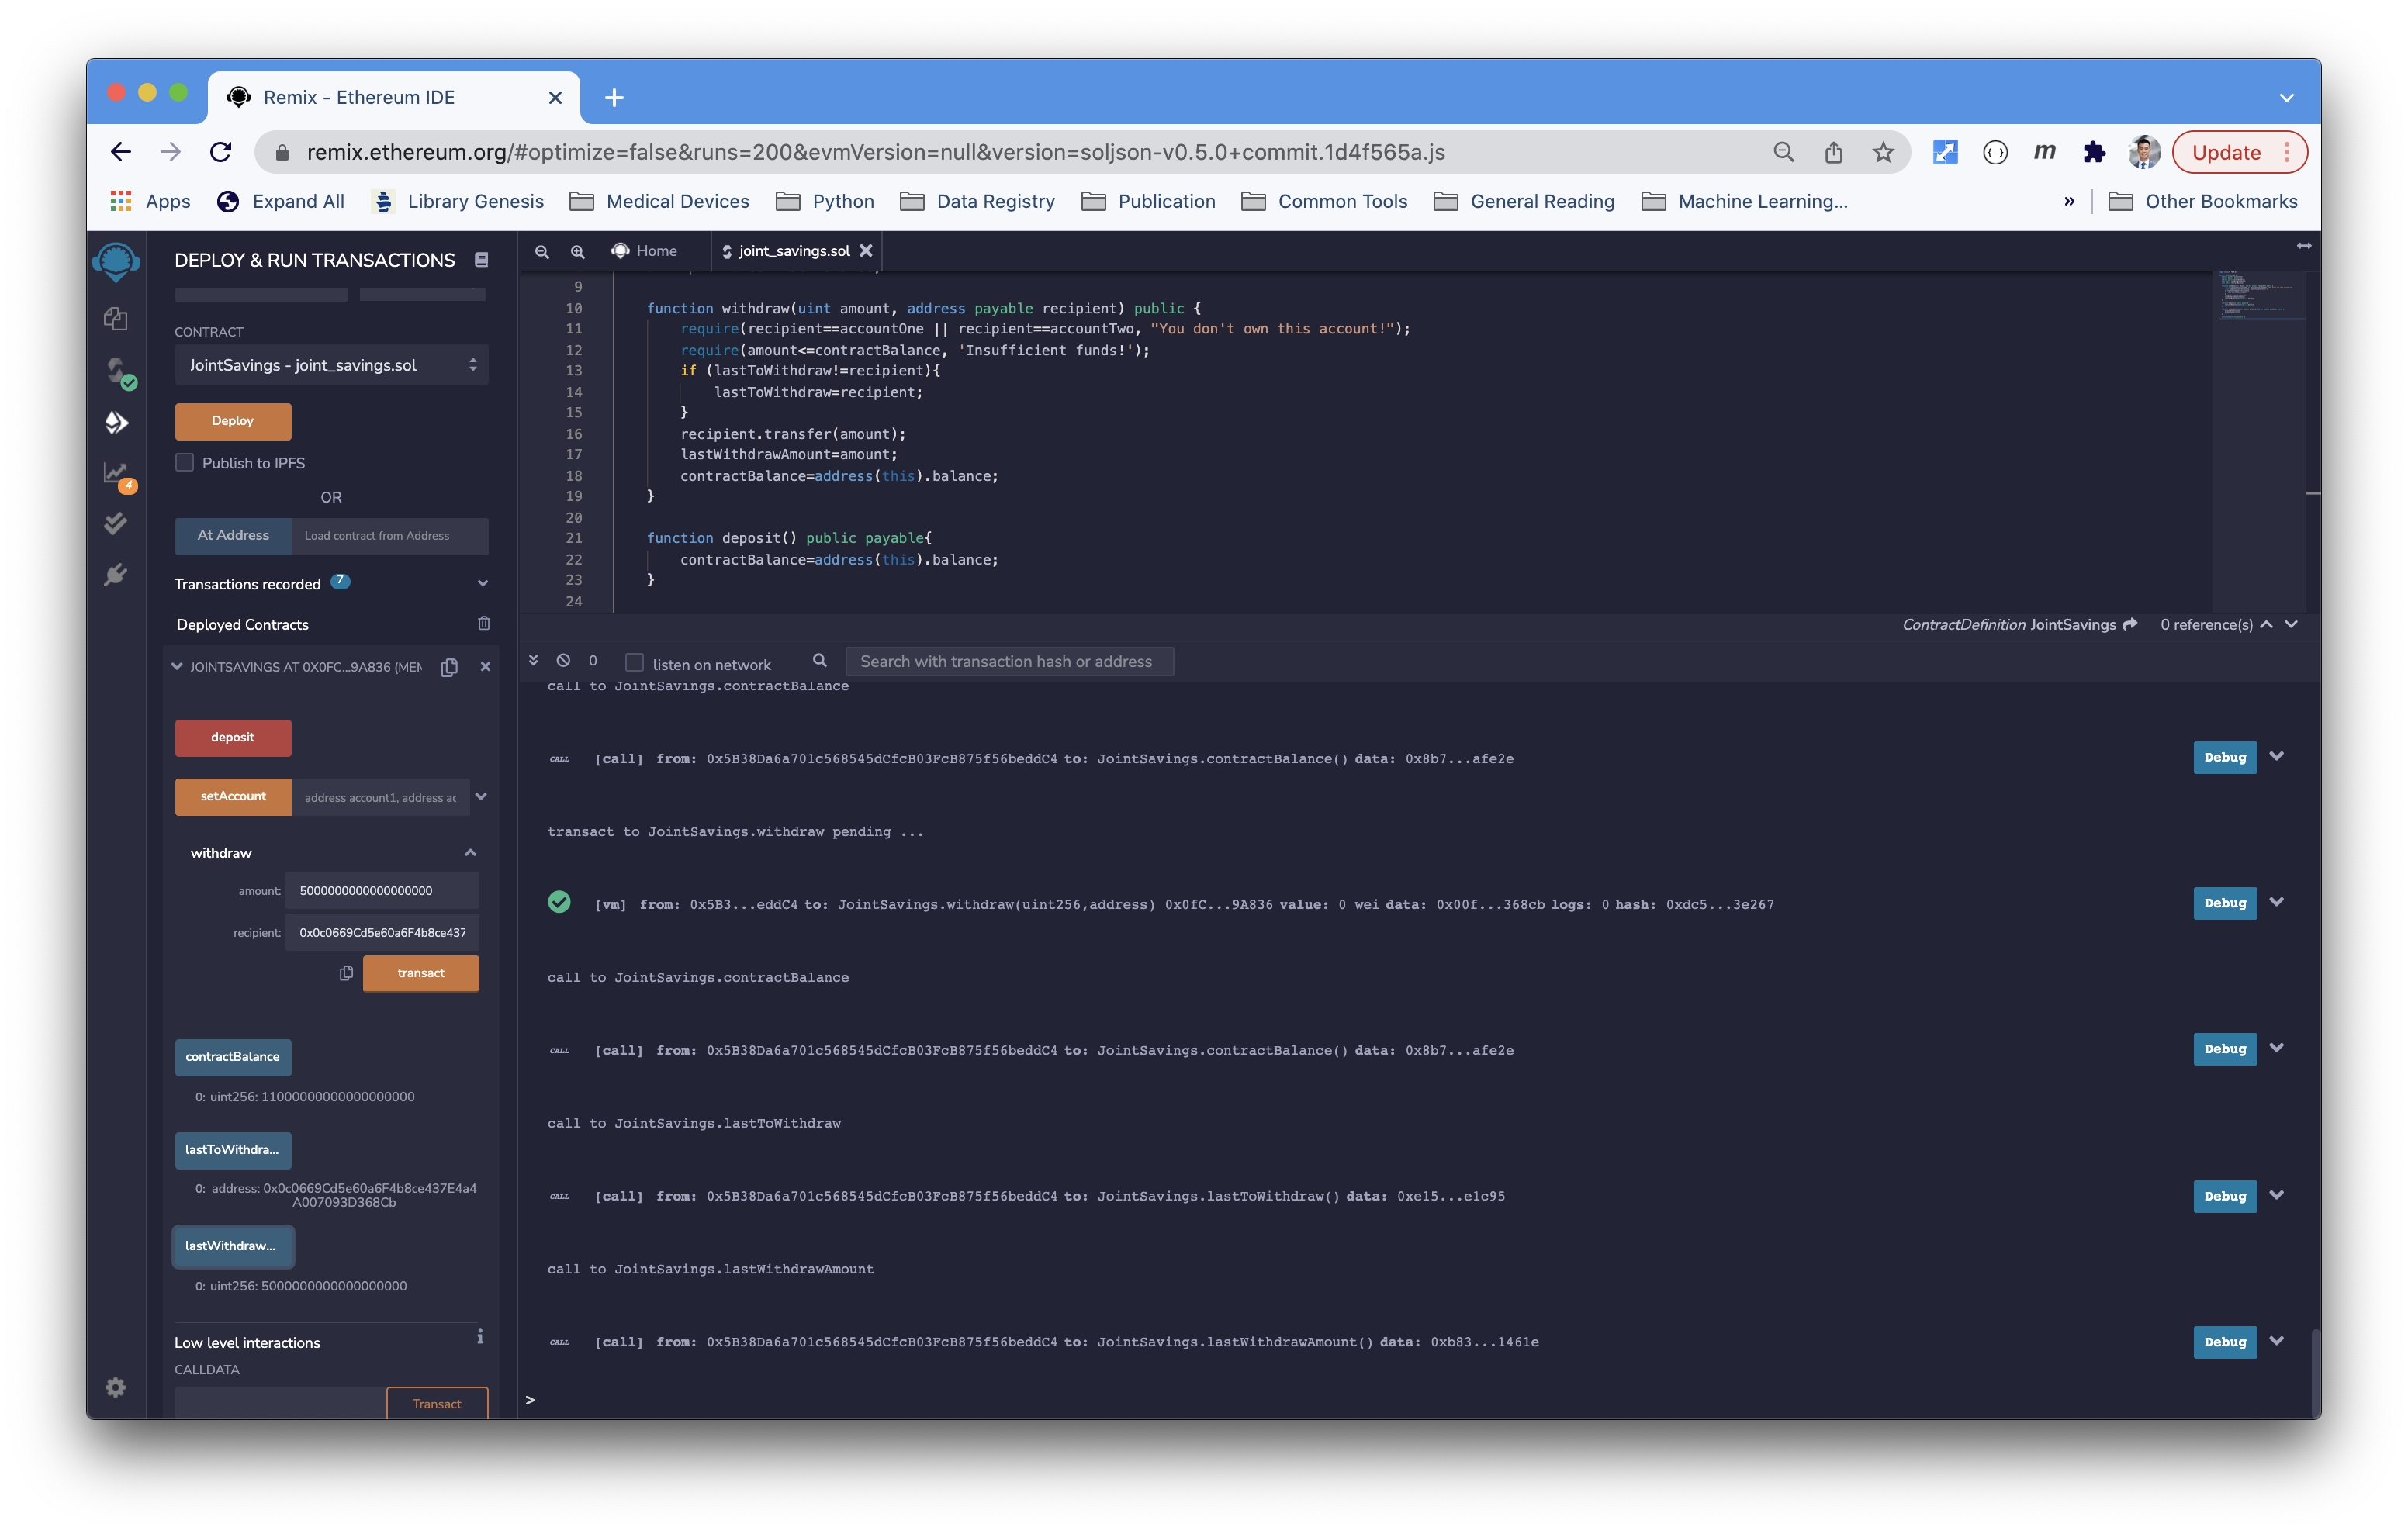 Remix - Ethereum IDE
remix.ethereum.org/#optimize=false&runs=200&evmVersion=null&version=soljson-v0.5.0+commit.1d4f565a.js
m
Update
Apps
Expand All
Library Genesis
Medical Devices
Python
Data Registry
Publication
Common Tools
General Reading
Machine Learning...
»
Other Bookmarks
DEPLOY & RUN TRANSACTIONS
CONTRACT
JointSavings - joint_savings.sol
Deploy
Publish to IPFS
OR
At Address
Load contract from Address
Transactions recorded 7
Deployed Contracts
JOINTSAVINGS AT 0X0FC...9A836 (MEM
deposit
setAccount
address account1, address ac
withdraw
amount: 5000000000000000000
recipient: 0x0c0669Cd5e60a6F4b8ce437
transact
contractBalance
0: uint256: 11000000000000000000
lastToWithdra...
0: address: 0x0c0669Cd5e60a6F4b8ce437E4a4
A007093D368Cb
lastWithdraw...
0: uint256: 5000000000000000000
Low level interactions
i
CALLDATA
Transact
4
Home
joint_savings.sol
9
10 function withdraw(uint amount, address payable recipient) public {
11 require(recipient==accountOne || recipient==accountTwo, "You don't own this account!");
12 require(amount<=contractBalance, 'Insufficient funds!');
13 if (lastToWithdraw!=recipient){
14 lastToWithdraw=recipient;
15 }
16 recipient.transfer(amount);
17 lastWithdrawAmount=amount;
18 contractBalance=address(this).balance;
19 }
20
21 function deposit() public payable{
22 contractBalance=address(this).balance;
23 }
24
ContractDefinition JointSavings 0 reference(s)
0
listen on network
Search with transaction hash or address
call to JointSavings.contractBalance
CALL [call] from: 0x5B38Da6a701c568545dCfcB03FcB875f56beddC4 to: JointSavings.contractBalance() data: 0x8b7...afe2e Debug
transact to JointSavings.withdraw pending ...
[vm] from: 0x5B3...eddC4 to: JointSavings.withdraw(uint256,address) 0x0fC...9A836 value: 0 wei data: 0x00f...368cb logs: 0 hash: 0xdc5...3e267 Debug
call to JointSavings.contractBalance
CALL [call] from: 0x5B38Da6a701c568545dCfcB03FcB875f56beddC4 to: JointSavings.contractBalance() data: 0x8b7...afe2e Debug
call to JointSavings.lastToWithdraw
CALL [call] from: 0x5B38Da6a701c568545dCfcB03FcB875f56beddC4 to: JointSavings.lastToWithdraw() data: 0xe15...e1c95 Debug
call to JointSavings.lastWithdrawAmount
CALL [call] from: 0x5B38Da6a701c568545dCfcB03FcB875f56beddC4 to: JointSavings.lastWithdrawAmount() data: 0xb83...1461e Debug
>